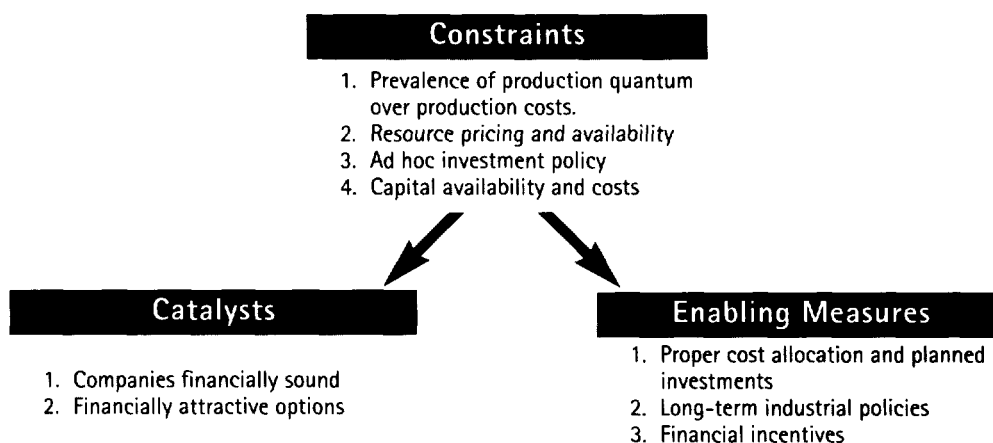 Constraints
1. Prevalence of production quantum
over production costs.
2. Resource pricing and availability
3. Ad hoc investment policy
4. Capital availability and costs
Catalysts
1. Companies financially sound
2. Financially attractive options
Enabling Measures
1. Proper cost allocation and planned
investments
2. Long-term industrial policies
3. Financial incentives